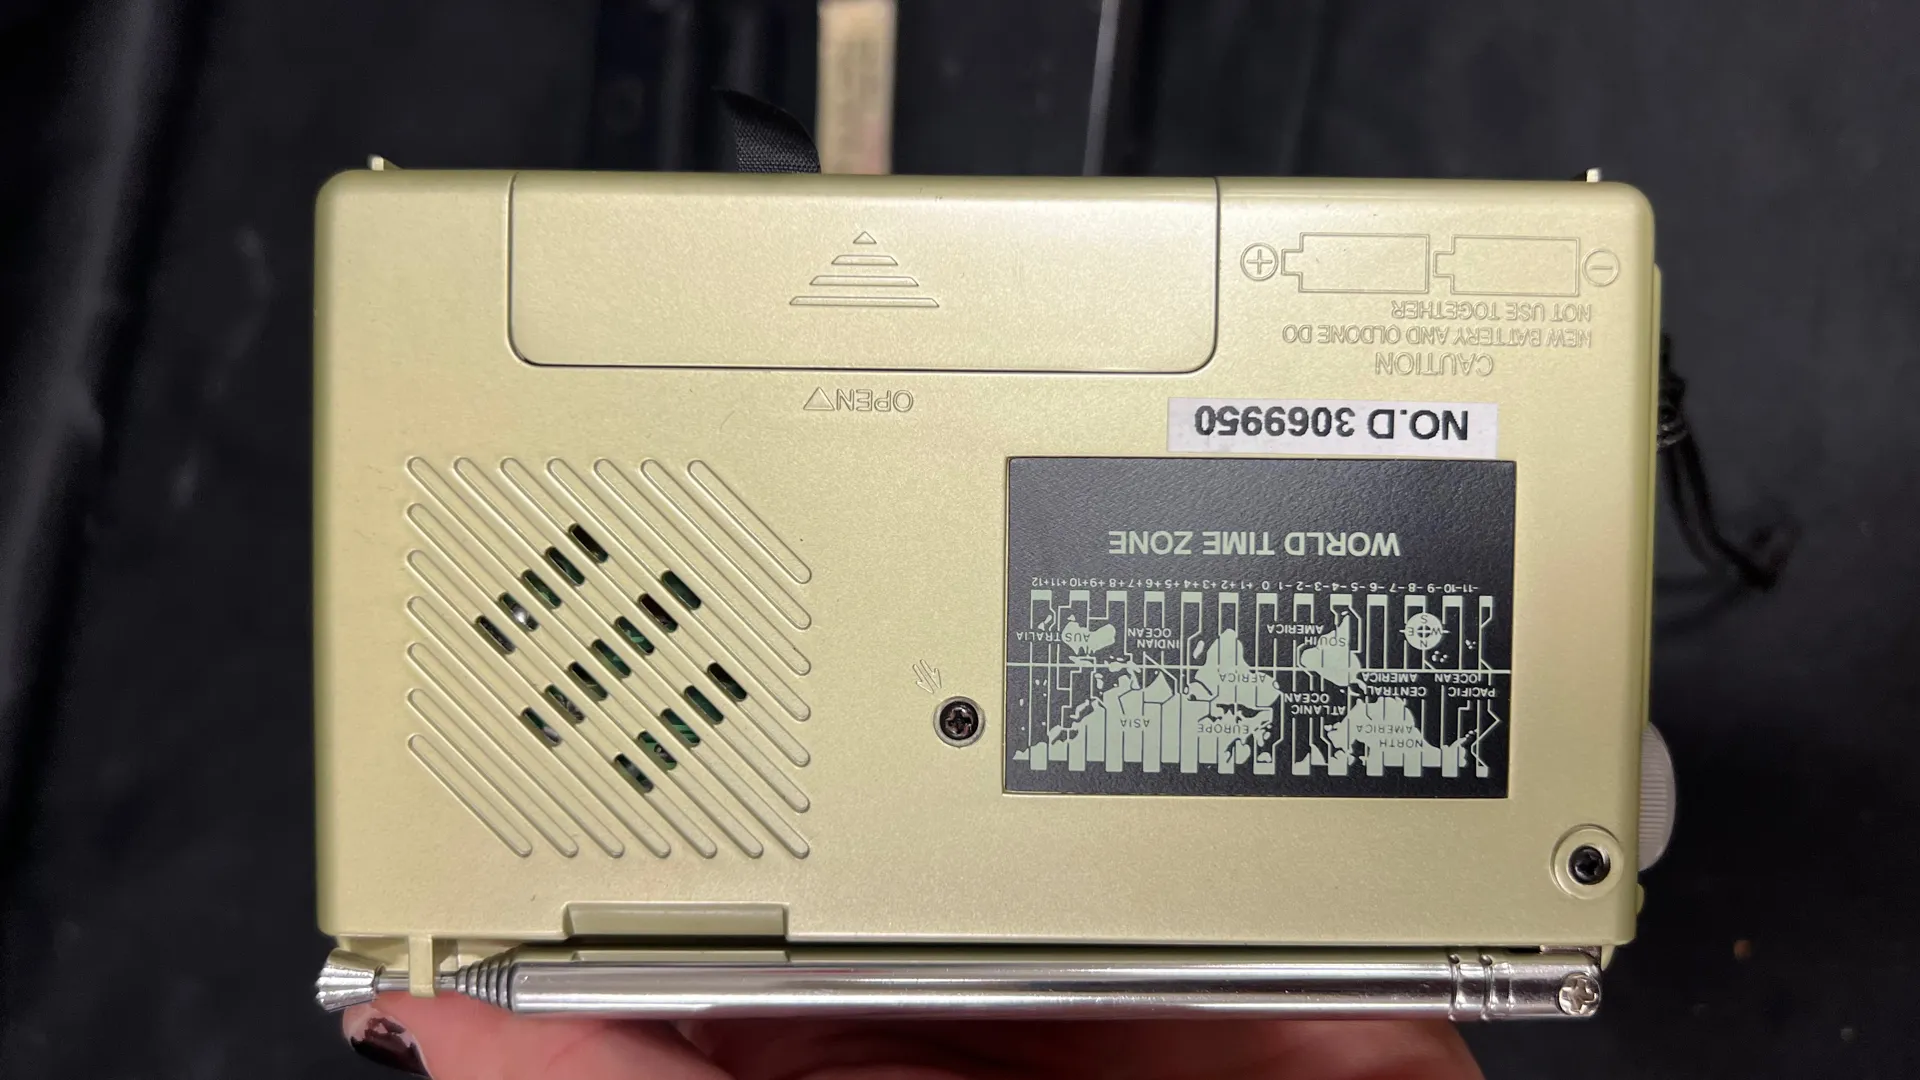 WORLD TIME ZONE
-11-10-9-8-7-6-5-4-3-2-1 0 +1+2+3+4+5+6+7+8+9+10+11+12
S
W E
N
SOUTH
AMERICA
INDIAN
OCEAN
AUSTRALIA
PACIFIC
OCEAN
CENTRAL
AMERICA
ATLANIC
OCEAN
AFRICA
NORTH
AMERICA
EUROPE
ASIA
NO.D 3069950
OPEN
CAUTION
NEW BATTERY AND OLDONE DO
NOT USE TOGETHER
+ -